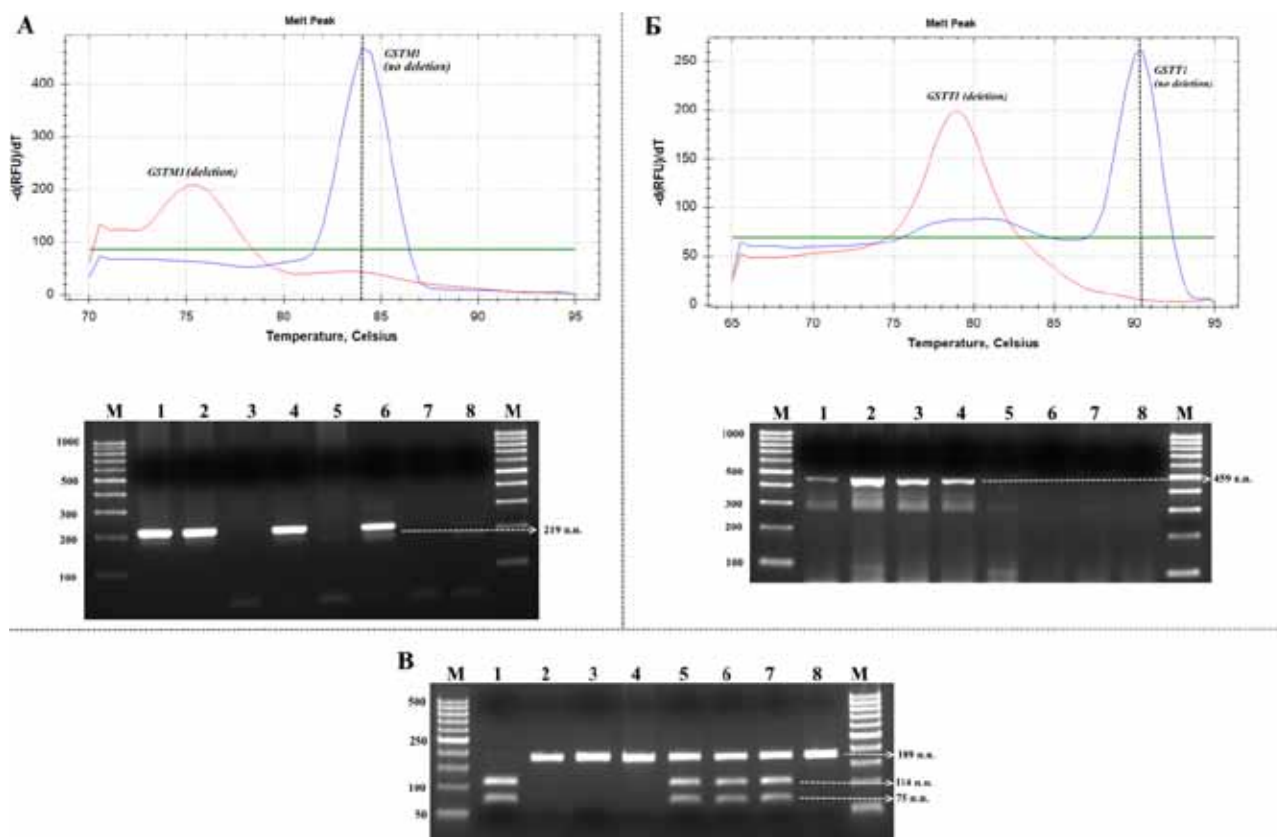 А
Melt Peak
GSTM1
(no deletion)
GSTM1 (deletion)
400
300
200
100
0
-d(RFU)/dT
70 75 80 85 90 95
Temperature, Celsius
M 1 2 3 4 5 6 7 8 M
1000
500
300
200
100
219 п.н.
Б
Melt Peak
GSTT1
(no deletion)
GSTT1 (deletion)
250
200
150
100
50
0
-d(RFU)/dT
65 70 75 80 85 90 95
Temperature, Celsius
M 1 2 3 4 5 6 7 8 M
1000
500
300
200
100
459 п.н.
В
M 1 2 3 4 5 6 7 8 M
500
250
100
50
189 п.н.
114 п.н.
75 п.н.